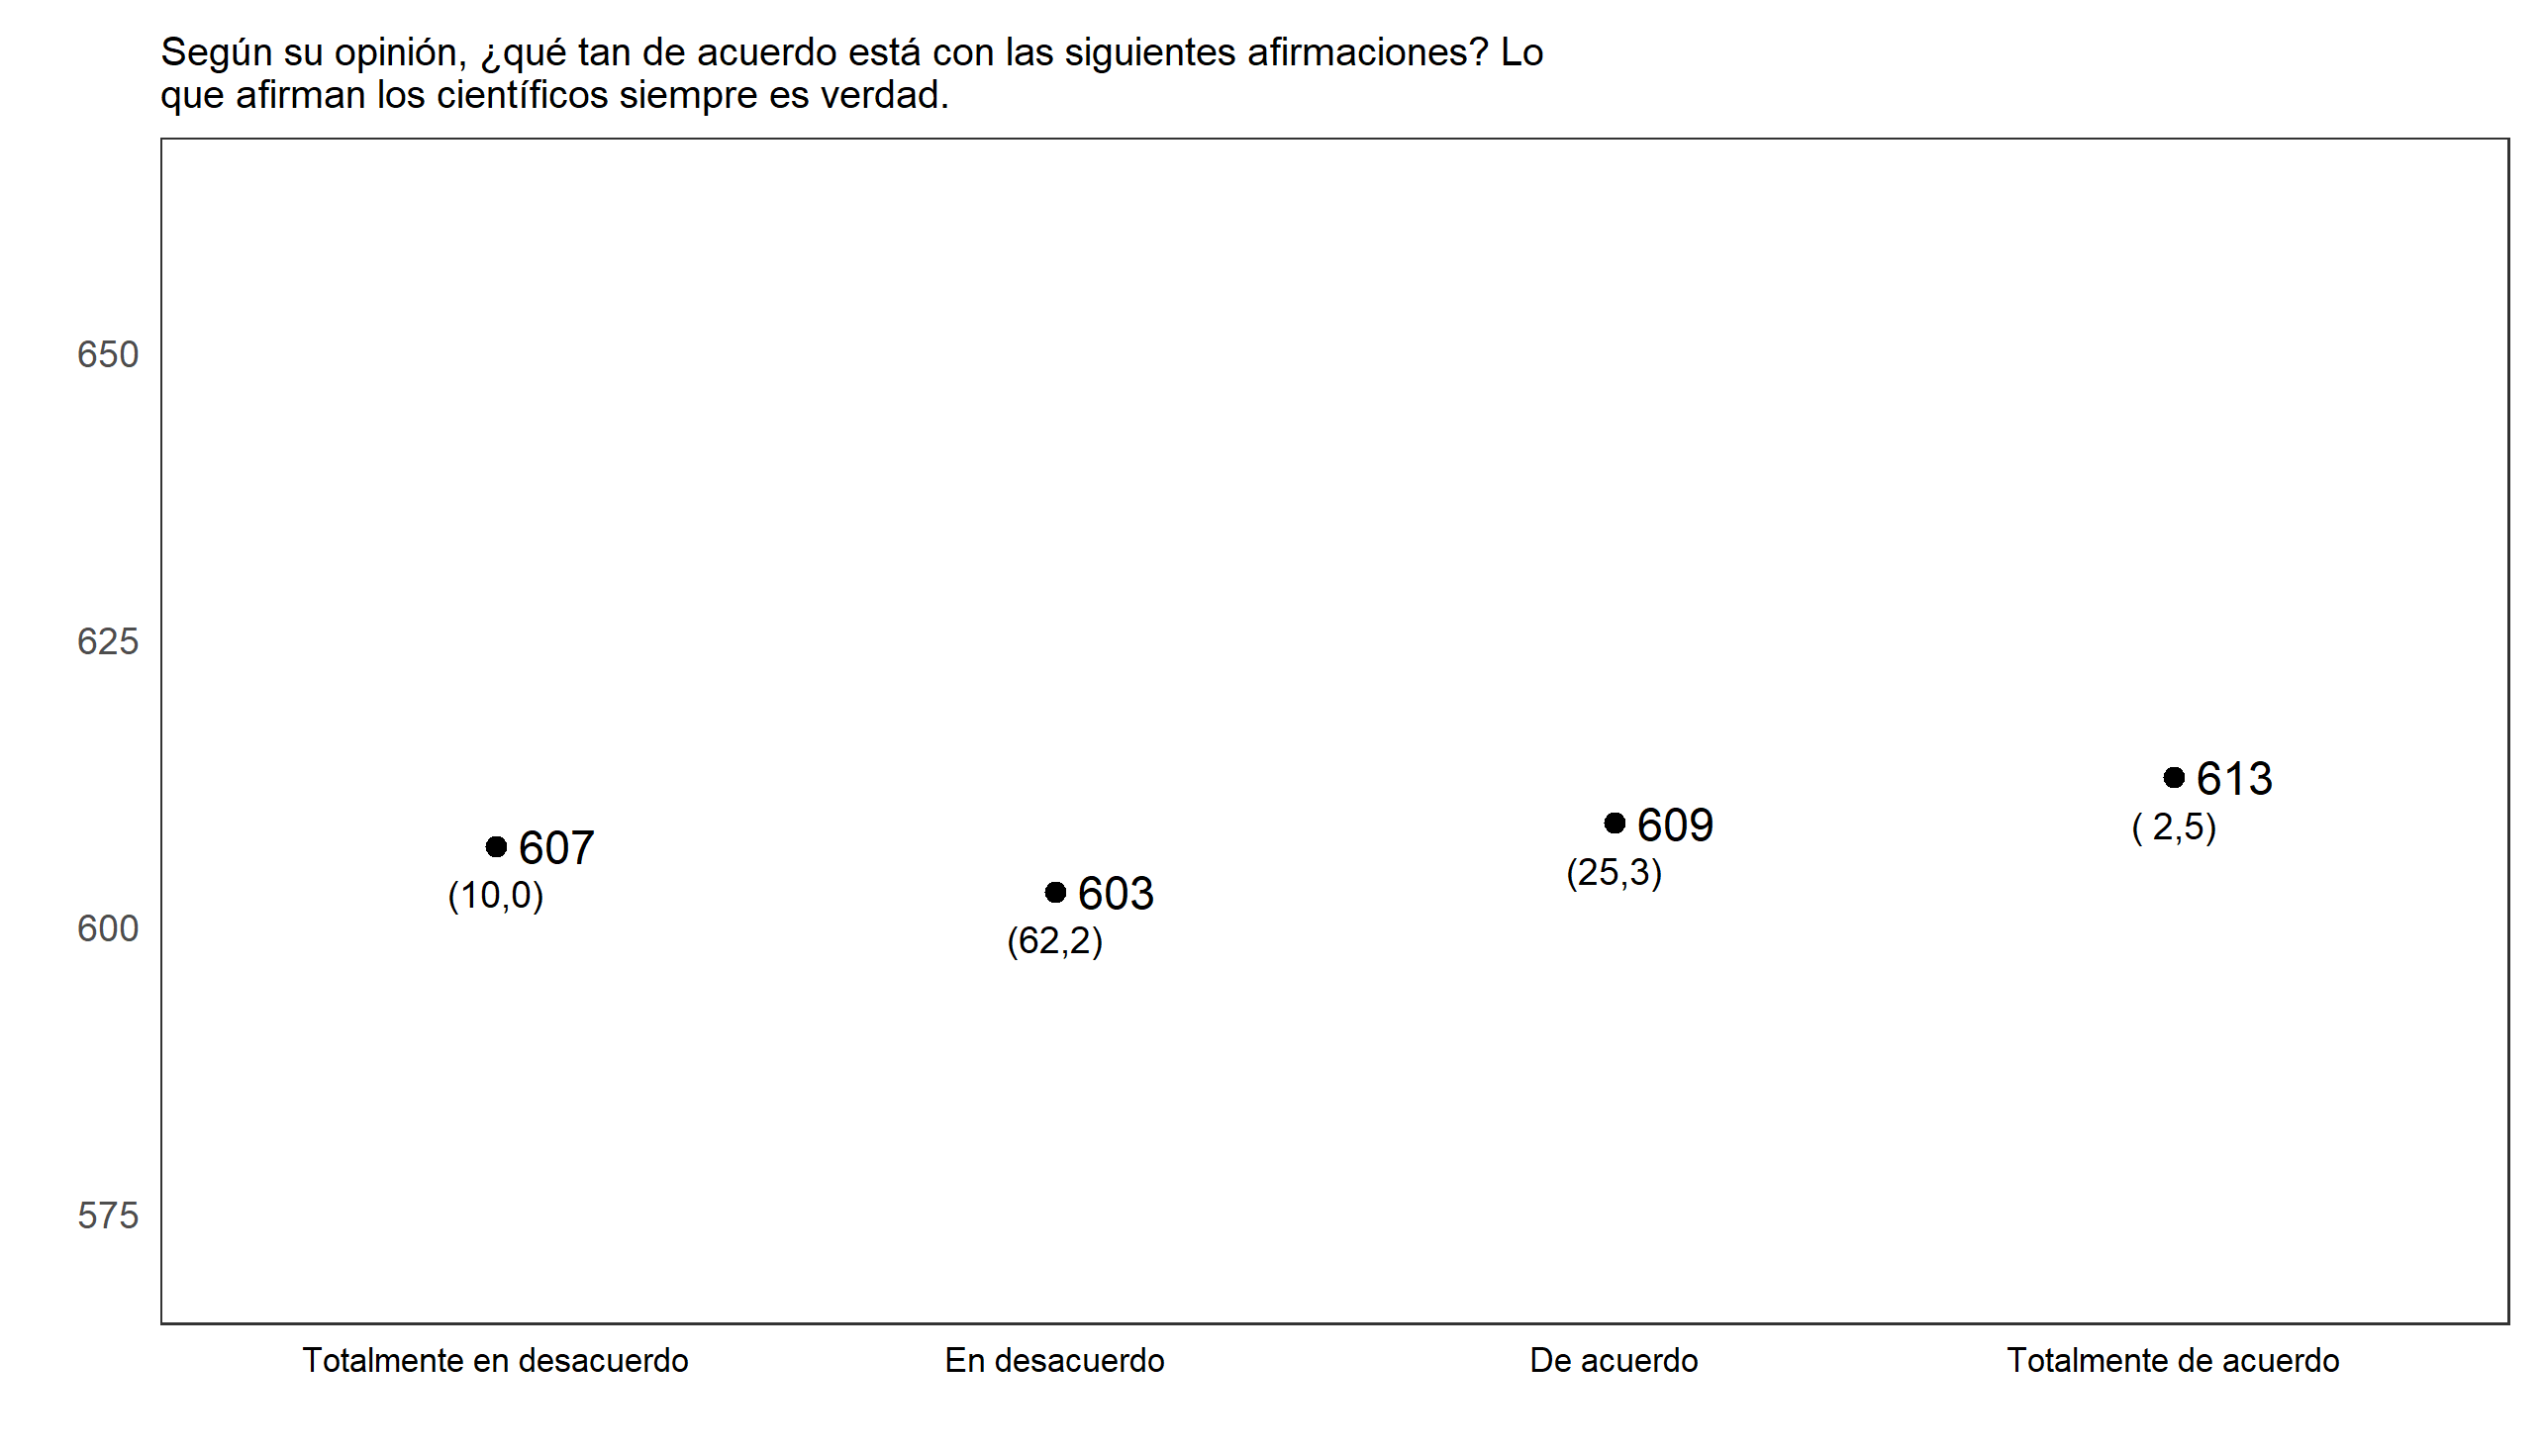 Según su opinión, ¿qué tan de acuerdo está con las siguientes afirmaciones? Lo
que afirman los científicos siempre es verdad.
650
625
600
575
607
(10,0)
603
(62,2)
609
(25,3)
613
( 2,5)
Totalmente en desacuerdo
En desacuerdo
De acuerdo
Totalmente de acuerdo